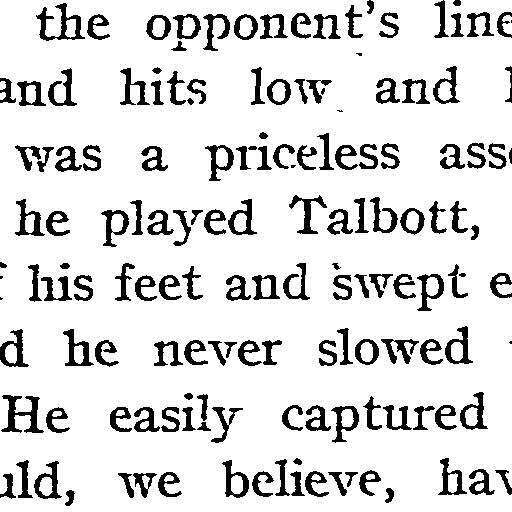 the opponent's line
and hits low and
was a priceless ass
he played Talbott,
his feet and swept e
d he never slowed
He easily captured
uld, we believe, hav